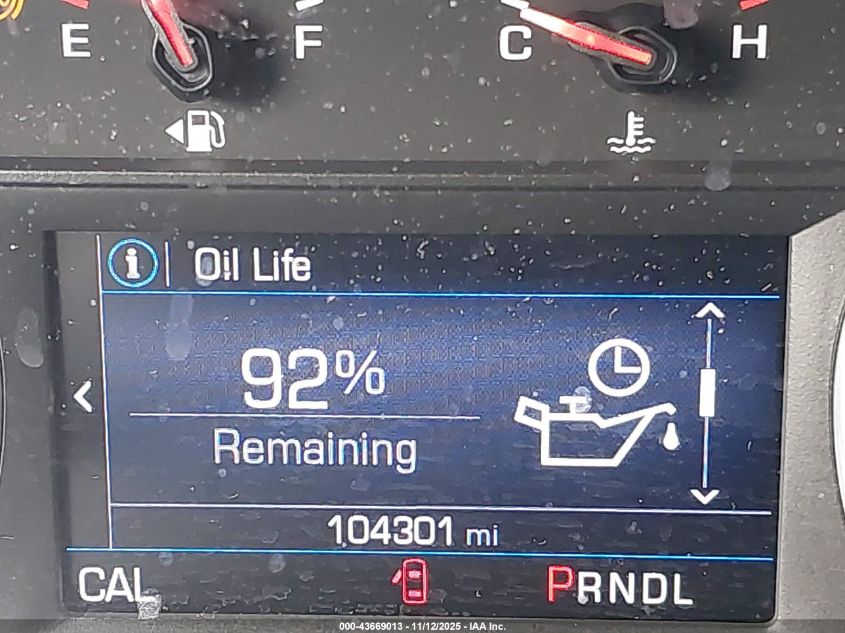 E F C H
Oil Life
92%
Remaining
104301 mi
CAL PRNDL
000-43669013 - 11/12/2025 - IAA Inc.